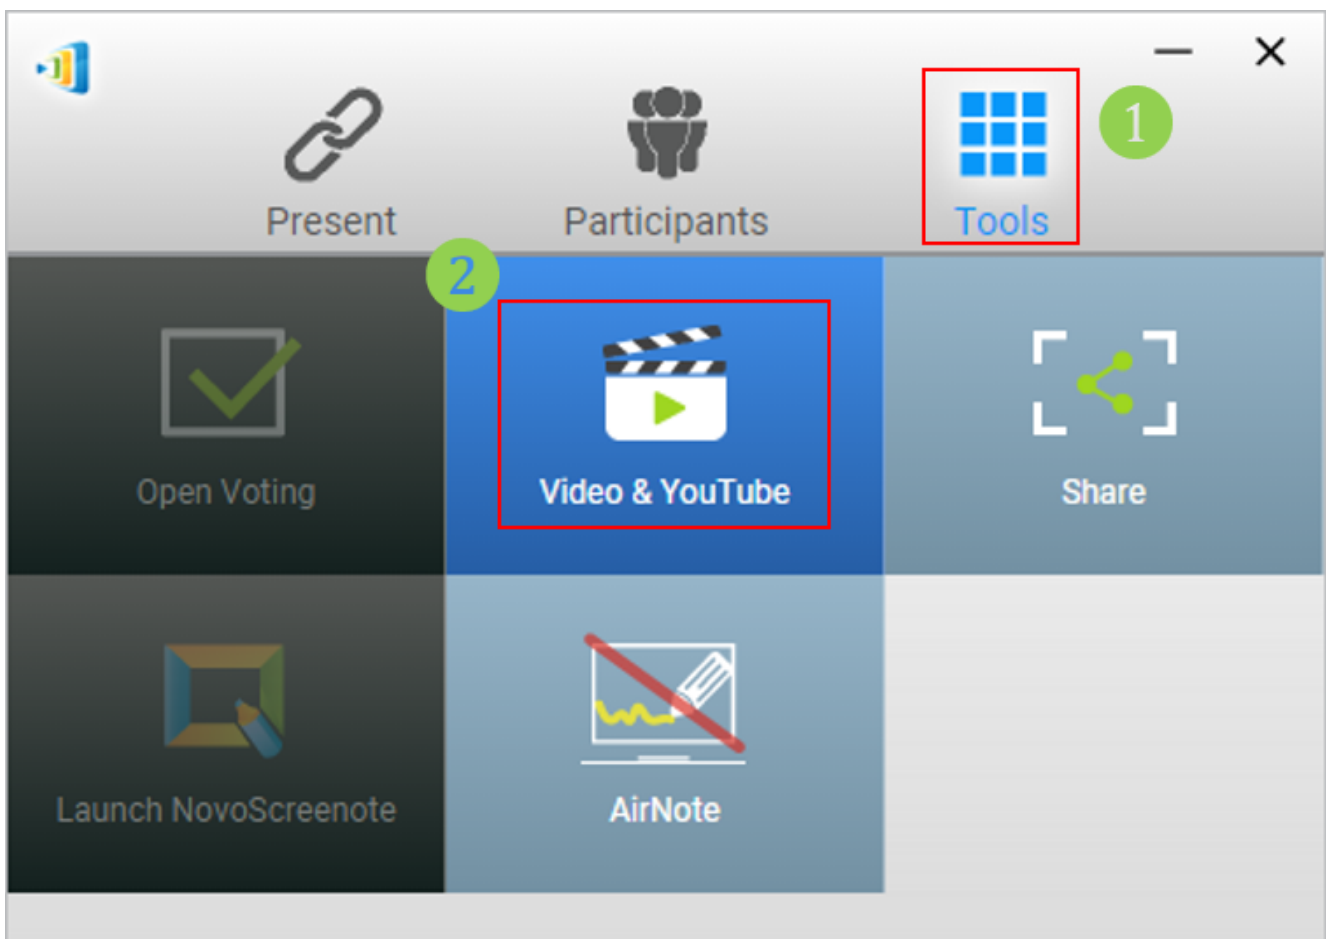 1
Present
Participants
Tools
2
Open Voting
Video & YouTube
Share
Launch NovoScreenote
AirNote